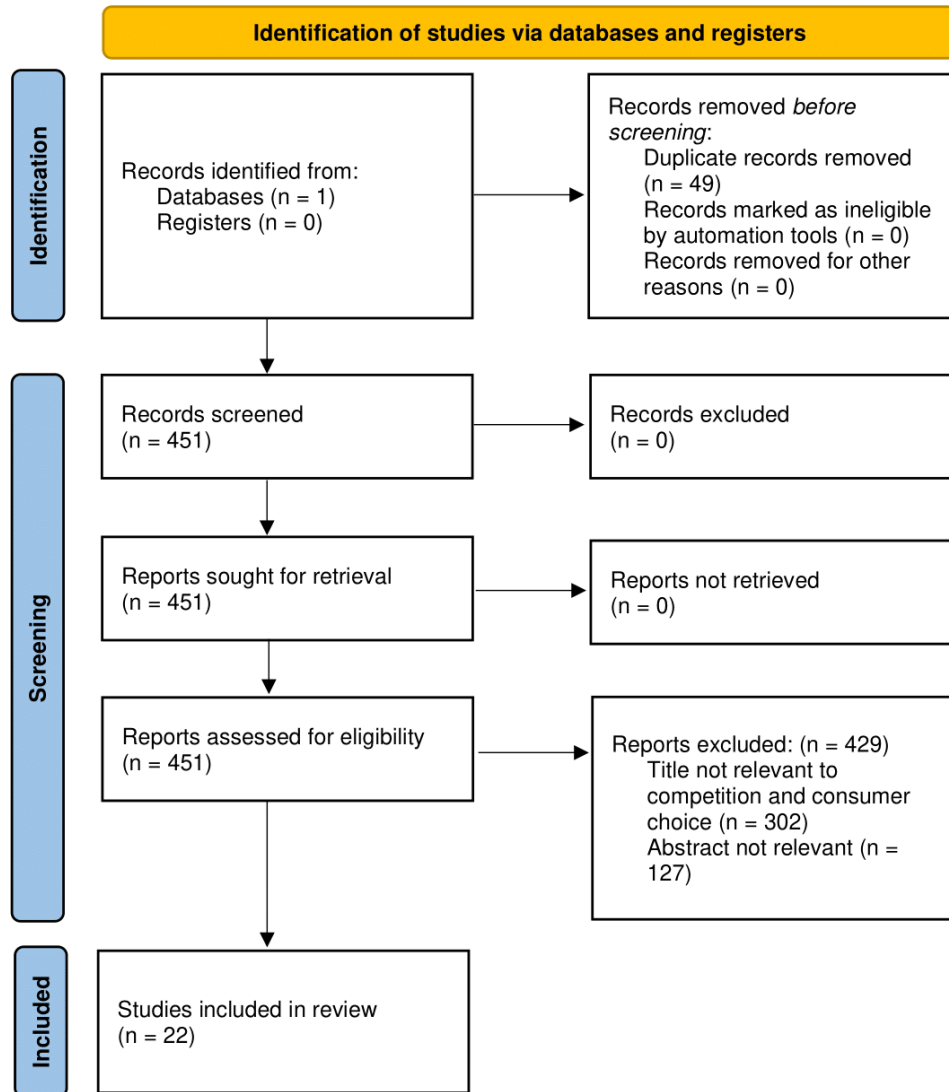 Identification of studies via databases and registers
Identification
Records identified from:
Databases (n = 1)
Registers (n = 0)
Records removed before
screening:
Duplicate records removed
(n = 49)
Records marked as ineligible
by automation tools (n = 0)
Records removed for other
reasons (n = 0)
Screening
Records screened
(n = 451)
Records excluded
(n = 0)
Reports sought for retrieval
(n = 451)
Reports not retrieved
(n = 0)
Reports assessed for eligibility
(n = 451)
Reports excluded: (n = 429)
Title not relevant to
competition and consumer
choice (n = 302)
Abstract not relevant (n =
127)
Included
Studies included in review
(n = 22)